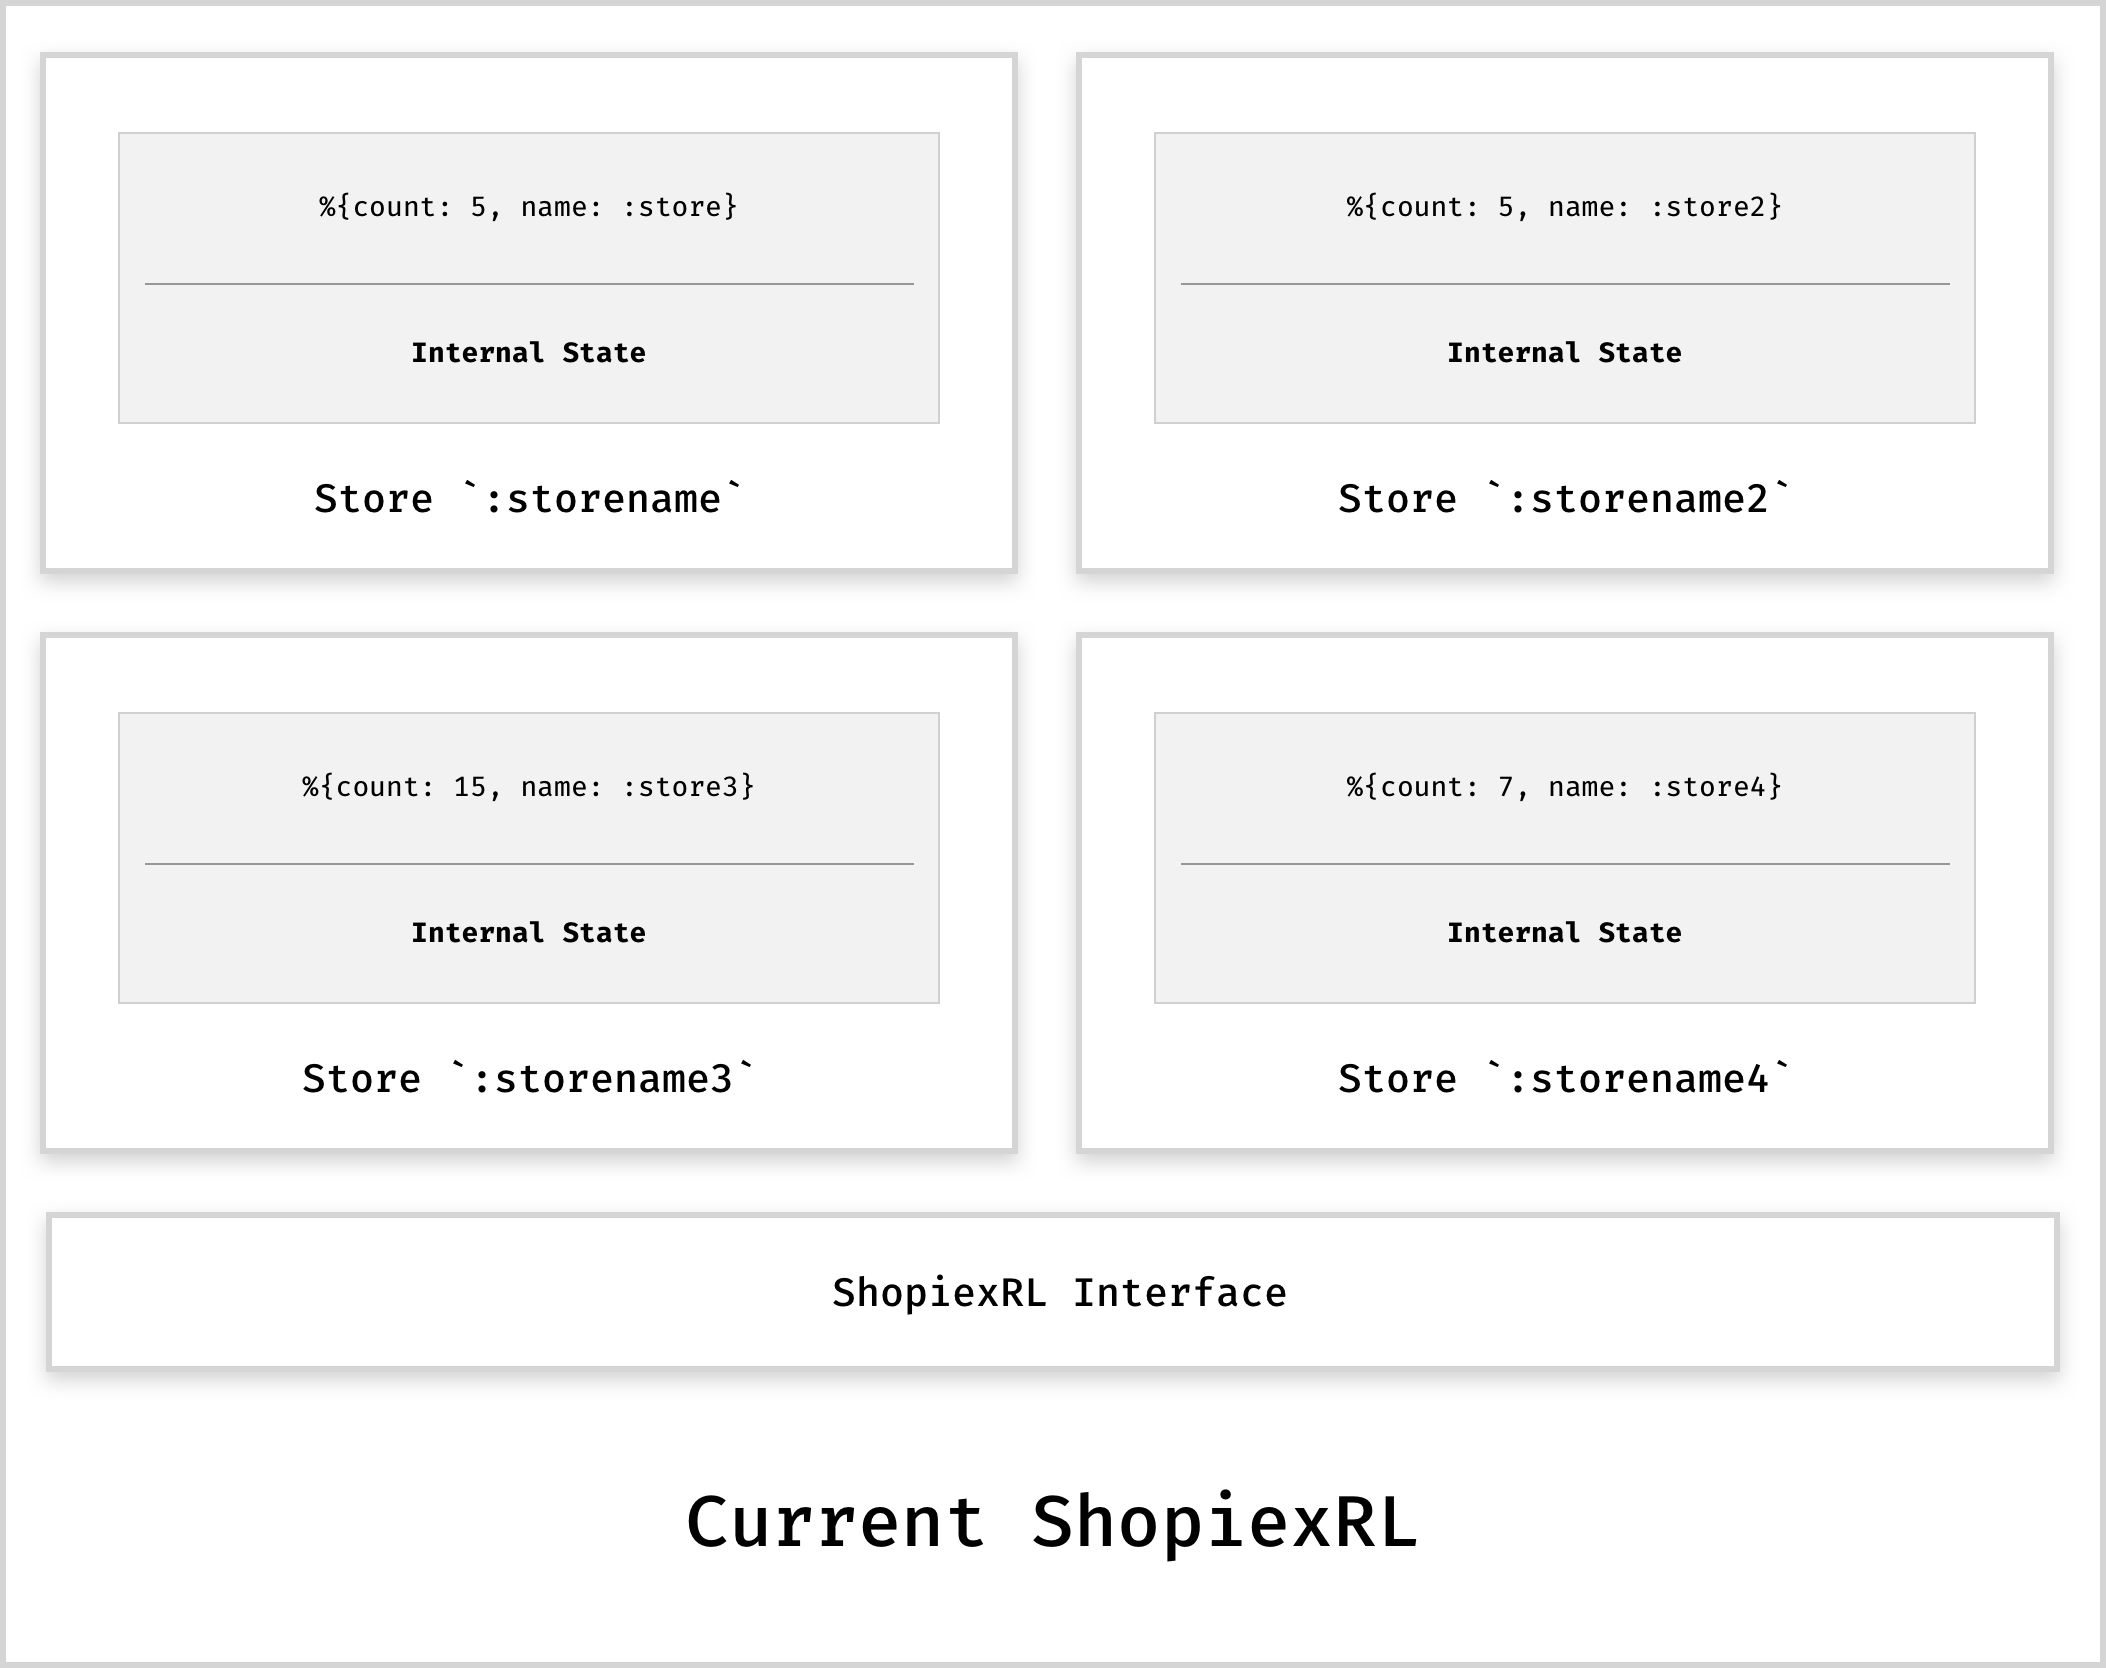 %{count: 5, name: :store}
Internal State
Store `:storename`
%{count: 5, name: :store2}
Internal State
Store `:storename2`
%{count: 15, name: :store3}
Internal State
Store `:storename3`
%{count: 7, name: :store4}
Internal State
Store `:storename4`
ShopiexRL Interface
Current ShopiexRL